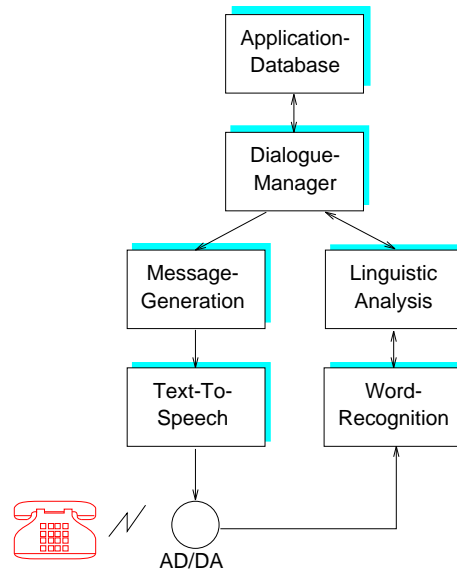 Application-
Database
Dialogue-
Manager
Message-
Generation
Linguistic
Analysis
Text-To-
Speech
Word-
Recognition
AD/DA